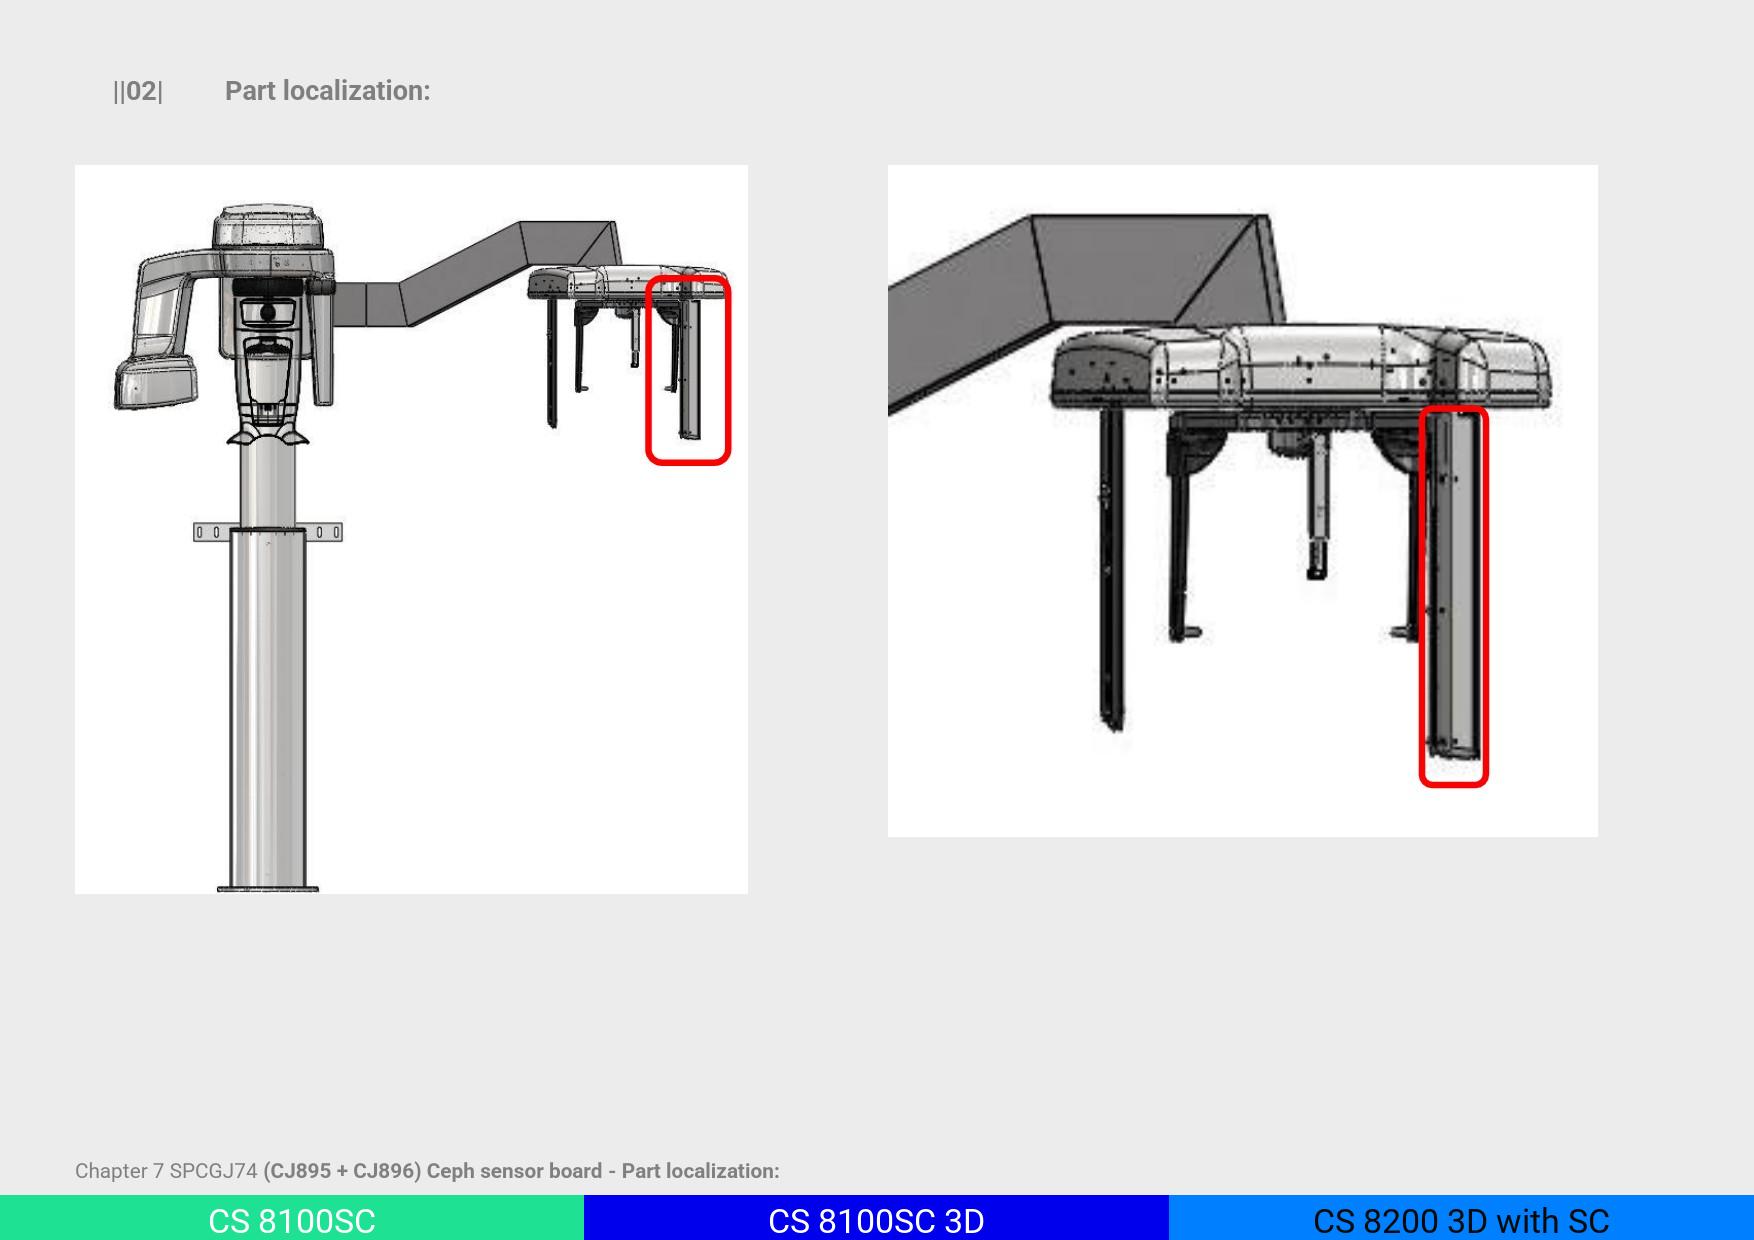 ||02| Part localization:
Chapter 7 SPCGJ74 (CJ895 + CJ896) Ceph sensor board - Part localization:
CS 8100SC
CS 8100SC 3D
CS 8200 3D with SC